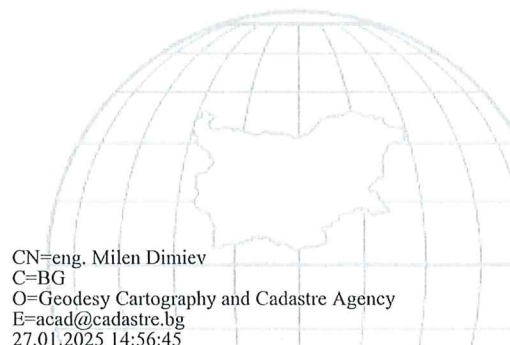 CN=eng. Milen Dimiev
C=BG
O=Geodesy Cartography and Cadastre Agency
E=acad@cadastre.bg
27.01.2025 14:56:45